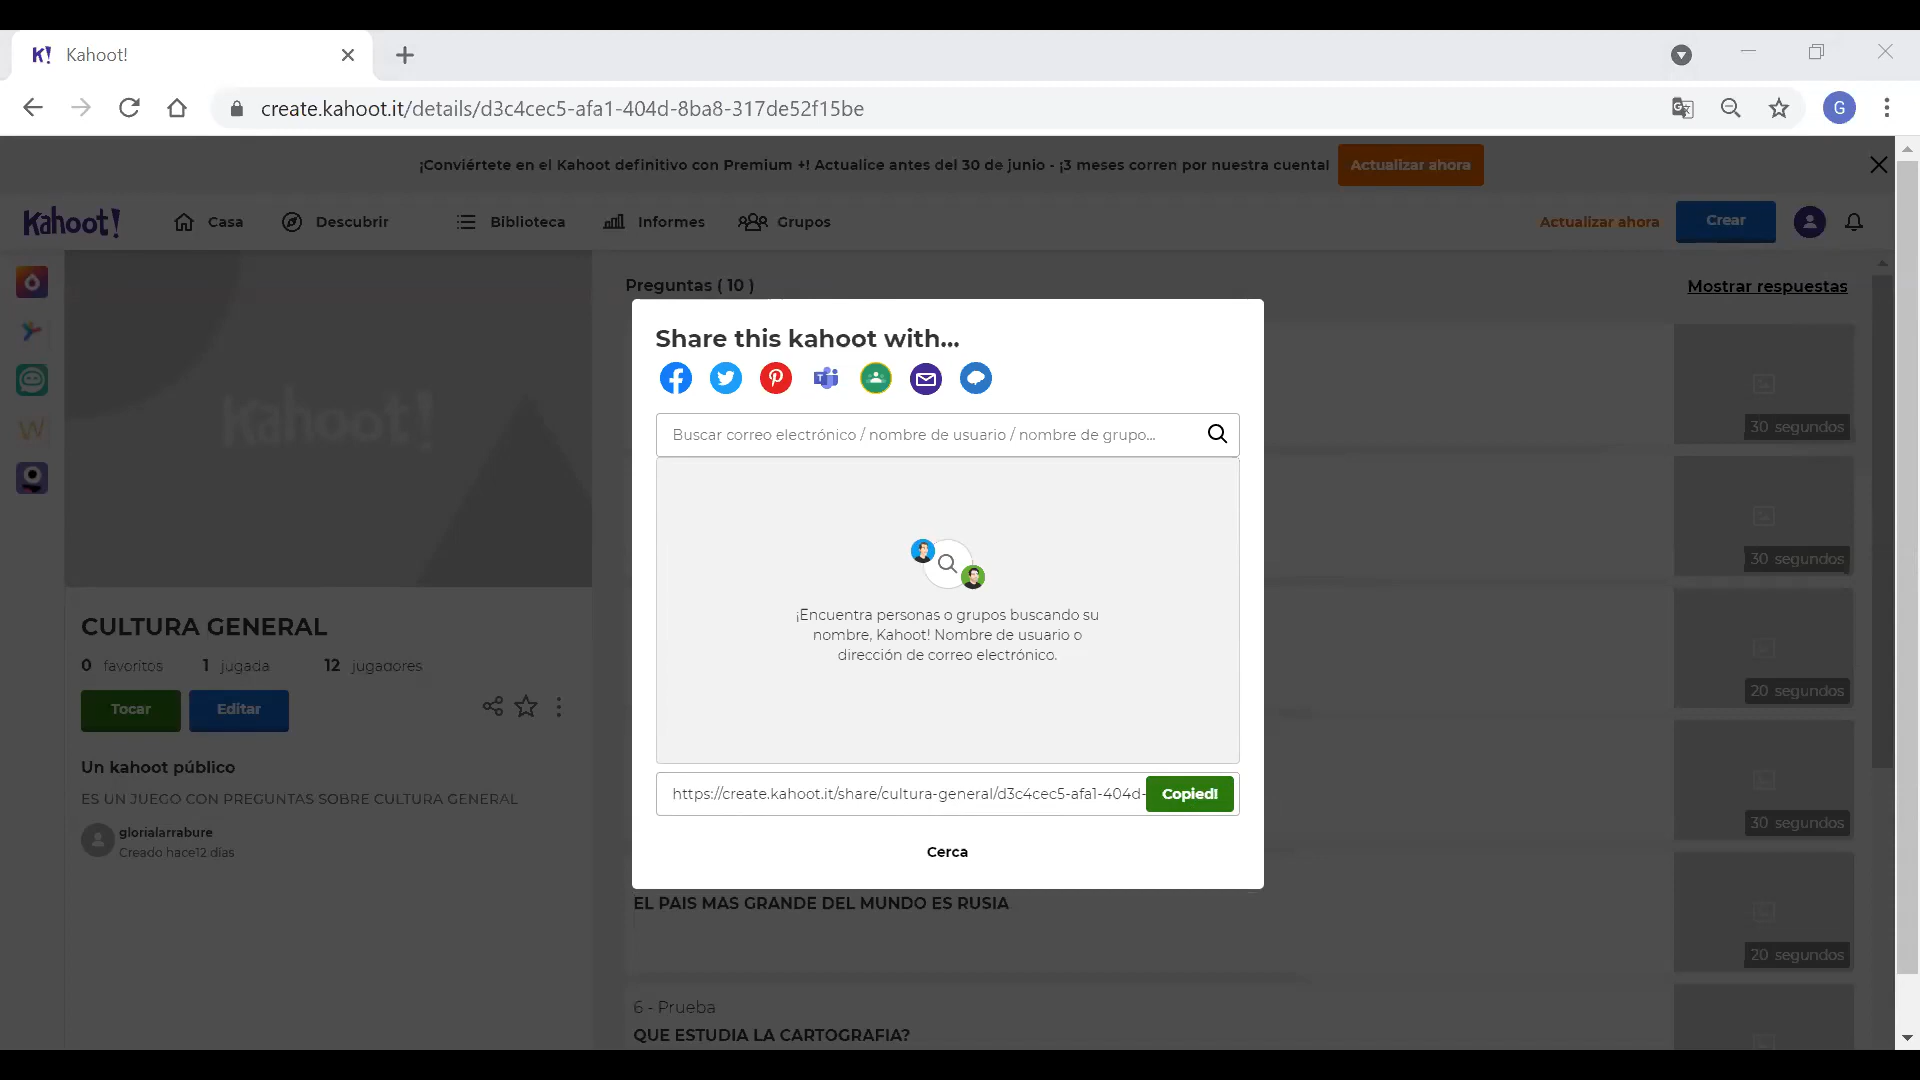 K! Kahoot!
create.kahoot.it/details/d3c4cec5-afa1-404d-8ba8-317de52f15be
G
¡Conviértete en el Kahoot definitivo con Premium +! Actualice antes del 30 de junio - ¡3 meses corren por nuestra cuenta!
Actualizar ahora
Kahoot!
Casa
Descubrir
Biblioteca
Informes
Grupos
Actualizar ahora
Crear
Kahoot!
W
CULTURA GENERAL
0 favoritos 1 jugada 12 jugadores
Tocar
Editar
Un kahoot público
ES UN JUEGO CON PREGUNTAS SOBRE CULTURA GENERAL
glorialarrabure
Creado hace12 días
Preguntas ( 10 )
Mostrar respuestas
Share this kahoot with...
Buscar correo electrónico / nombre de usuario / nombre de grupo...
¡Encuentra personas o grupos buscando su
nombre, Kahoot! Nombre de usuario o
dirección de correo electrónico.
https://create.kahoot.it/share/cultura-general/d3c4cec5-afa1-404d-
Copied!
Cerca
30 segundos
30 segundos
20 segundos
30 segundos
EL PAIS MAS GRANDE DEL MUNDO ES RUSIA
20 segundos
6 - Prueba
QUE ESTUDIA LA CARTOGRAFIA?